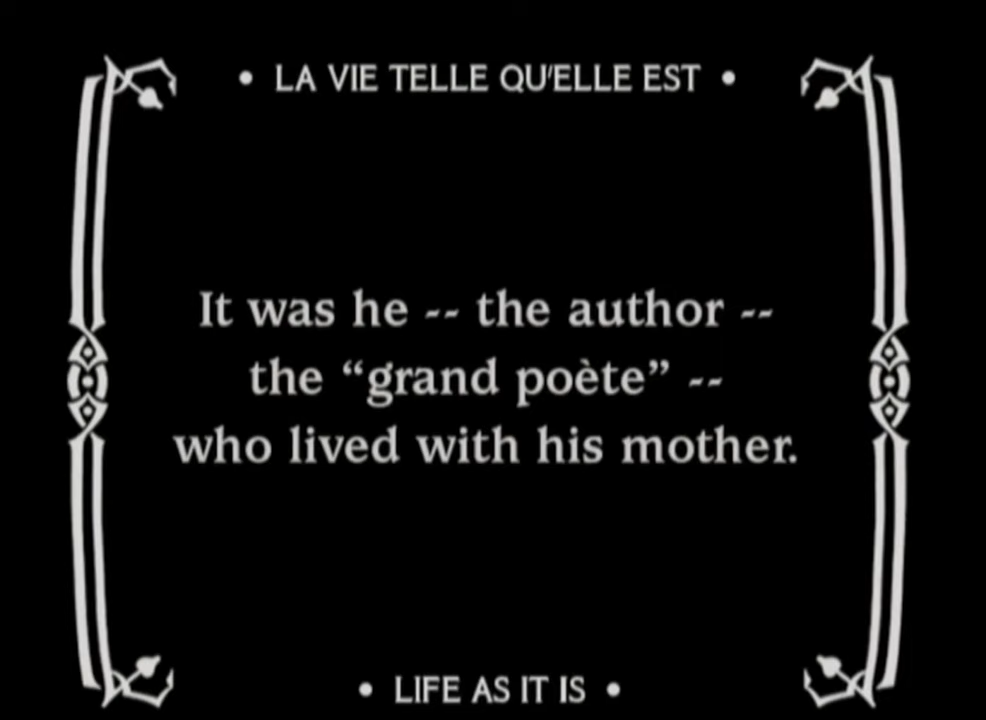 • LA VIE TELLE QU'ELLE EST •
It was he -- the author --
the “grand poète” --
who lived with his mother.
• LIFE AS IT IS •